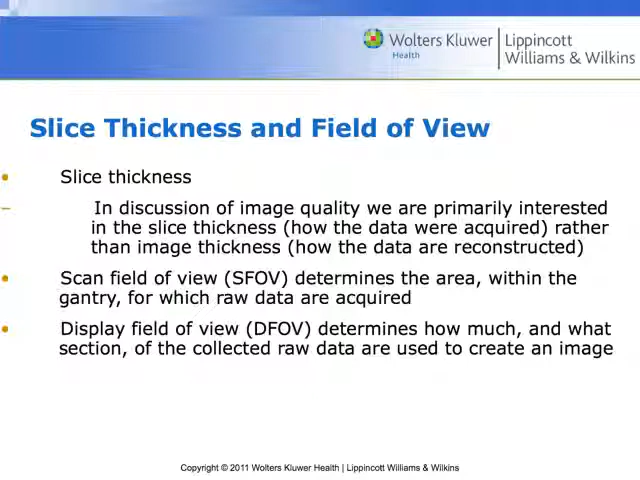 Wolters Kluwer
Health
Lippincott
Williams & Wilkins
Slice Thickness and Field of View
• Slice thickness
– In discussion of image quality we are primarily interested
in the slice thickness (how the data were acquired) rather
than image thickness (how the data are reconstructed)
• Scan field of view (SFOV) determines the area, within the
gantry, for which raw data are acquired
• Display field of view (DFOV) determines how much, and what
section, of the collected raw data are used to create an image
Copyright © 2011 Wolters Kluwer Health | Lippincott Williams & Wilkins